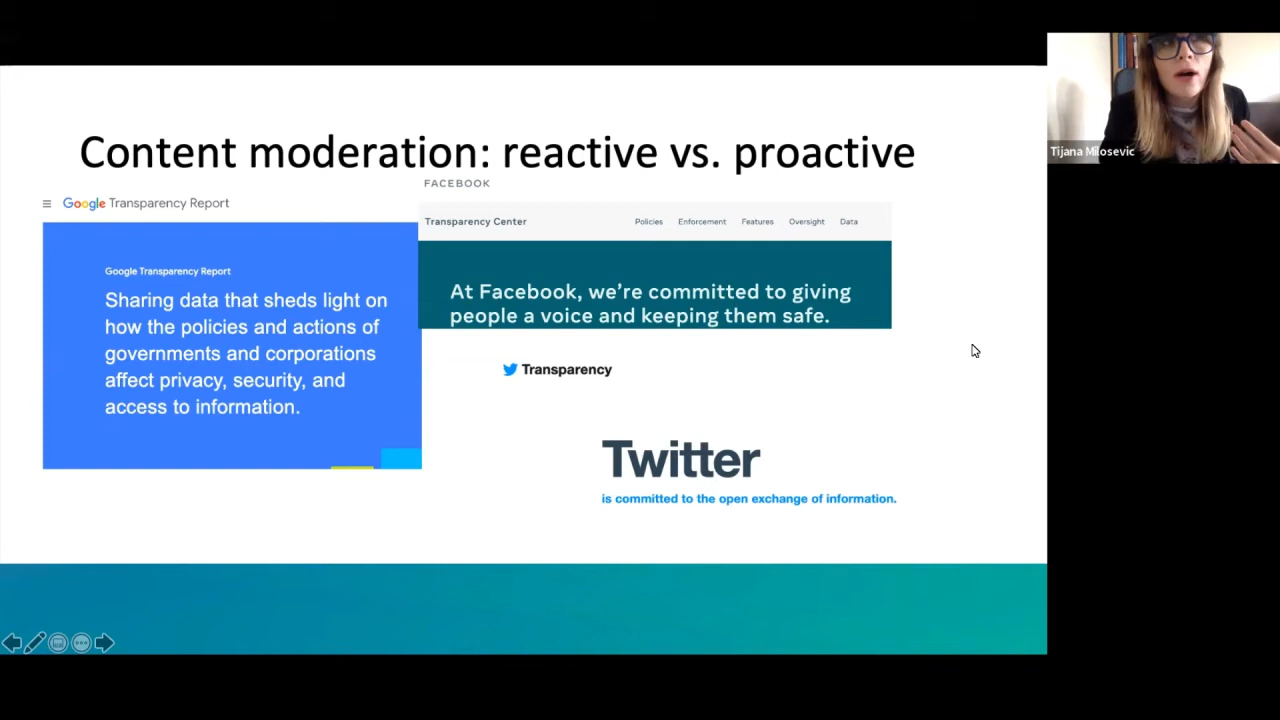 Content moderation: reactive vs. proactive
Google Transparency Report
Google Transparency Report
Sharing data that sheds light on
how the policies and actions of
governments and corporations
affect privacy, security, and
access to information.
FACEBOOK
Transparency Center Policies Enforcement Features Oversight Data
At Facebook, we're committed to giving
people a voice and keeping them safe.
Transparency
Twitter
is committed to the open exchange of information.
Tijana Milosevic